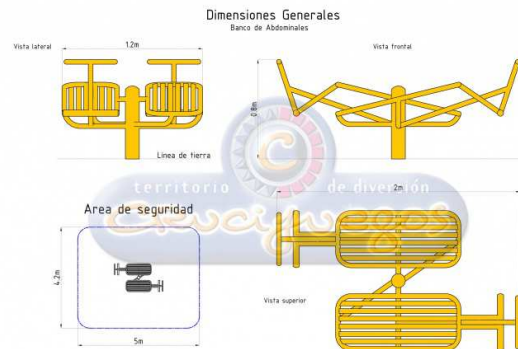 Dimensiones Generales
Banco de Abdominales
Vista lateral
1.2m
Vista frontal
0.8m
Linea de tierra
territorio de diversión
Crucijuegos
2m
Area de seguridad
4.2m
5m
Vista superior
C